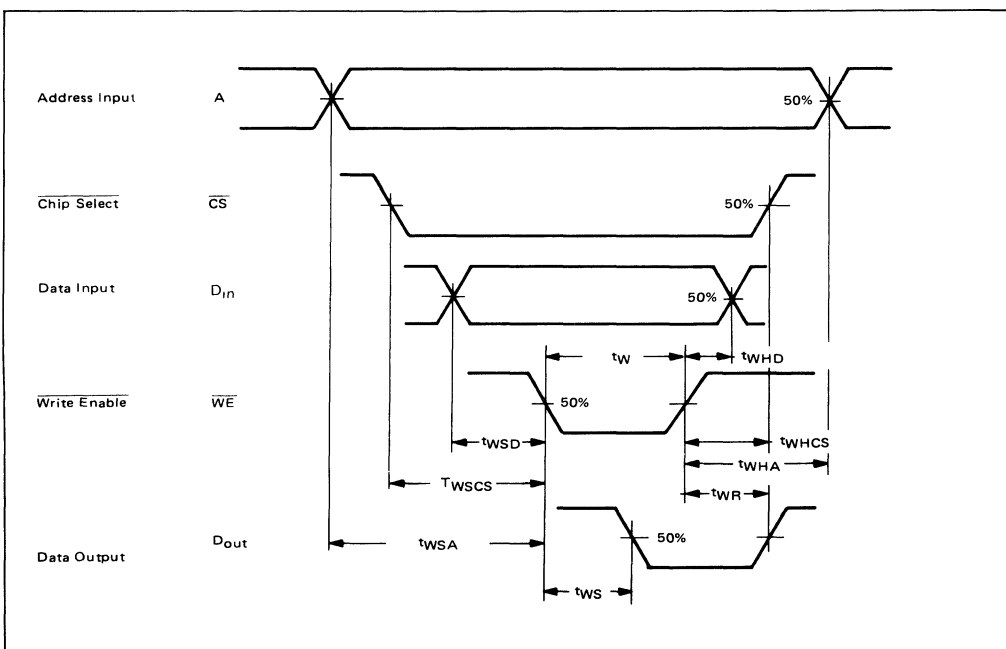 Address Input A 50%
Chip Select CS 50%
Data Input Din 50%
tW tWHD
Write Enable WE 50%
tWSD tWHCS
tWHA
TWSCS tWR
Data Output Dout tWSA 50%
tWS